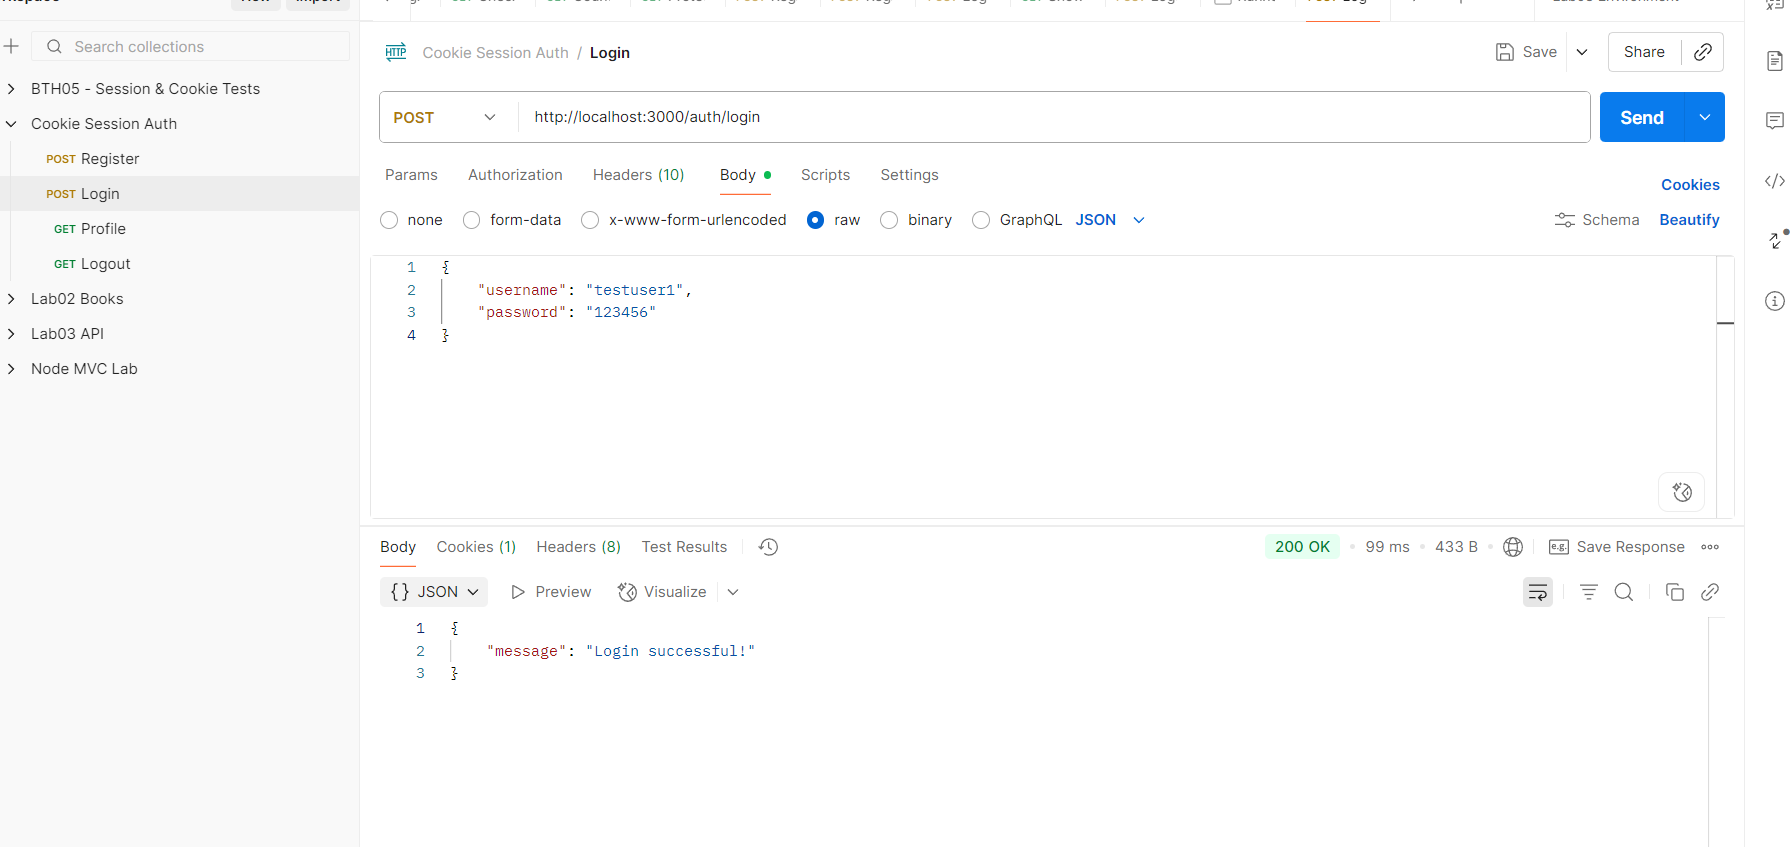 Search collections
BTH05 - Session & Cookie Tests
Cookie Session Auth
POST Register
POST Login
GET Profile
GET Logout
Lab02 Books
Lab03 API
Node MVC Lab
HTTP Cookie Session Auth / Login
Save
Share
POST http://localhost:3000/auth/login
Send
Params Authorization Headers (10) Body Scripts Settings
Cookies
none form-data x-www-form-urlencoded raw binary GraphQL JSON
Schema Beautify
1 {
2 "username": "testuser1",
3 "password": "123456"
4 }
Body Cookies (1) Headers (8) Test Results
200 OK 99 ms 433 B e.g. Save Response
{} JSON Preview Visualize
1 {
2 "message": "Login successful!"
3 }